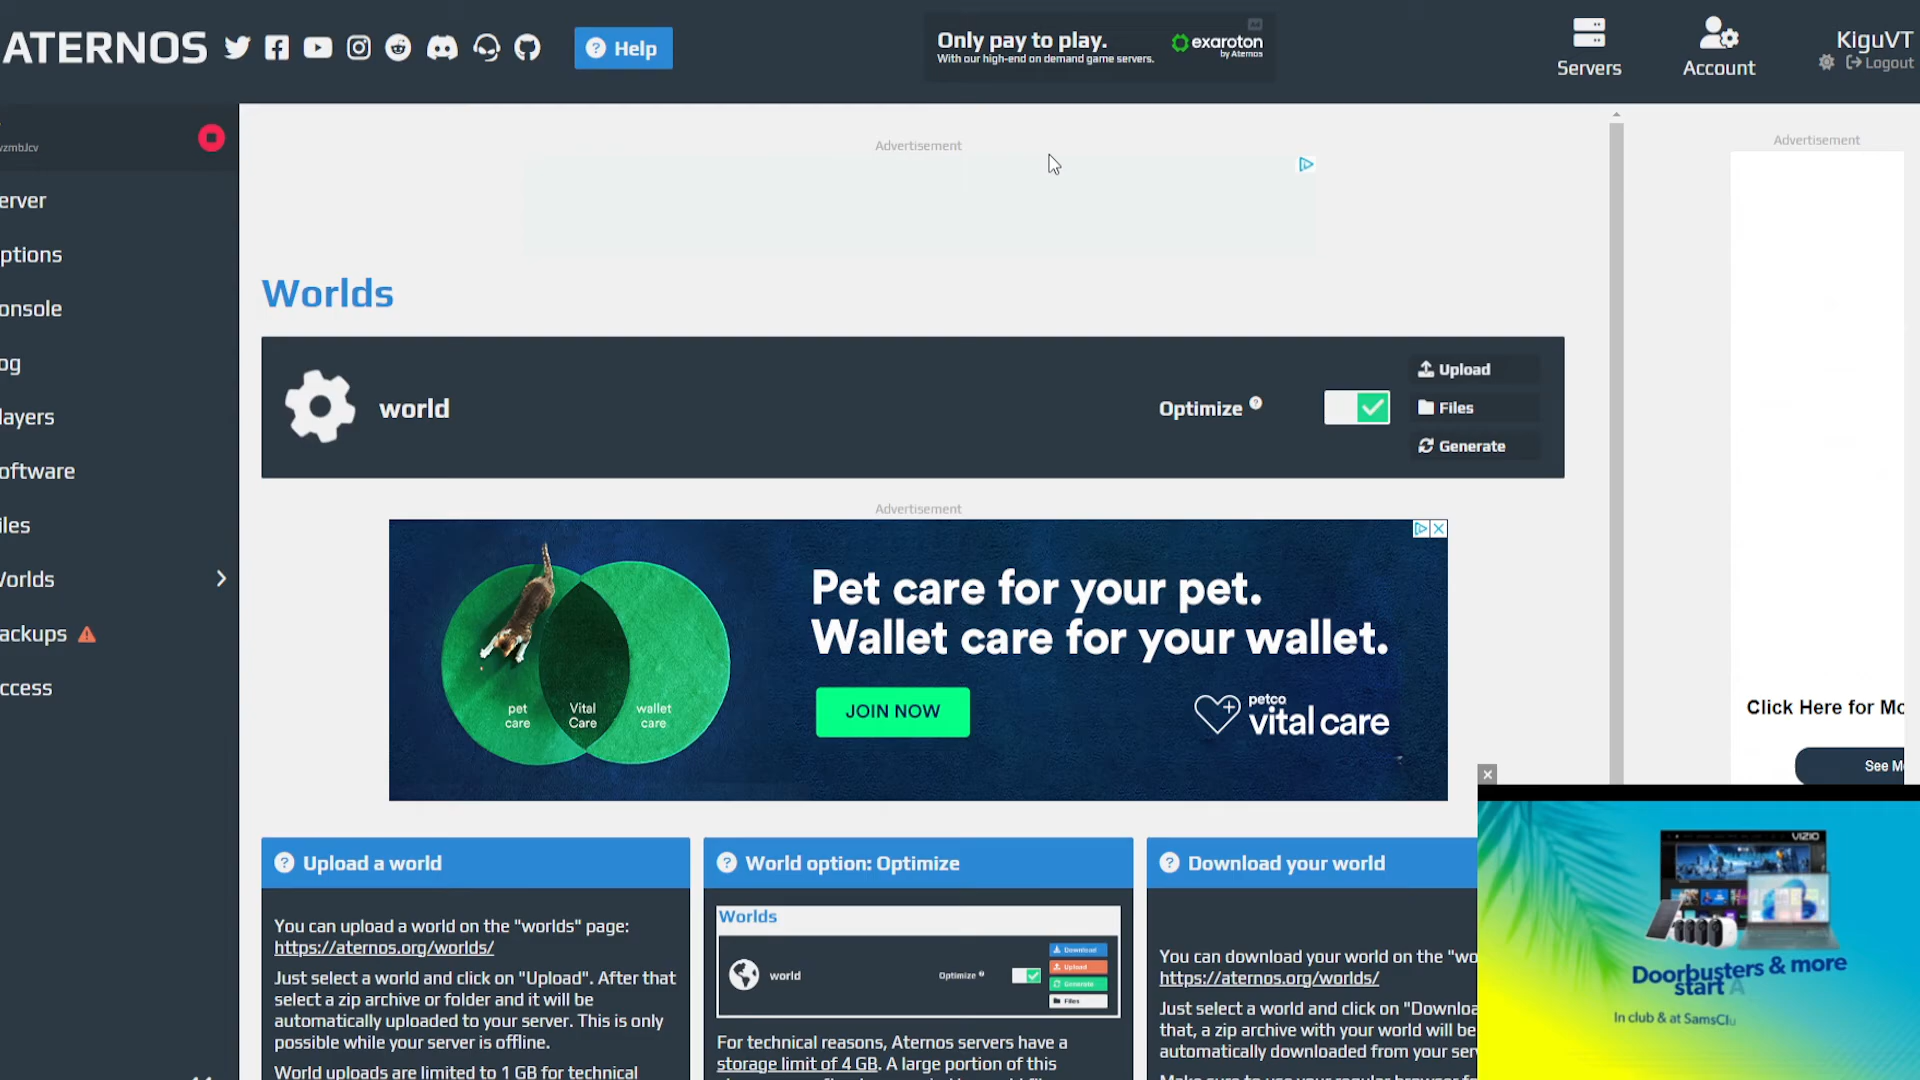 ATERNOS
Help
Only pay to play.
With our high-end on demand game servers.
exaroton
by Aternos
Ad
Servers
Account
KiguVT
Logout
vzmbJcv
erver
ptions
onsole
og
layers
oftware
iles
Worlds
ackups
ccess
Advertisement
Worlds
world
Optimize
Upload
Files
Generate
Advertisement
pet
care
Vital
Care
wallet
care
Pet care for your pet.
Wallet care for your wallet.
JOIN NOW
petco
vital care
Upload a world
You can upload a world on the "worlds" page:
https://aternos.org/worlds/
Just select a world and click on "Upload". After that
select a zip archive or folder and it will be
automatically uploaded to your server. This is only
possible while your server is offline.
World uploads are limited to 1 GB for technical
World option: Optimize
Worlds
world
Optimize
Download
Upload
Generate
Files
For technical reasons, Aternos servers have a
storage limit of 4 GB. A large portion of this
Download your world
You can download your world on the "wo
https://aternos.org/worlds/
Just select a world and click on "Downloa
that, a zip archive with your world will be
automatically downloaded from your ser
Advertisement
Click Here for Mo
See Mo
VIZIO
Doorbusters & more
start A
In club & at SamsClu